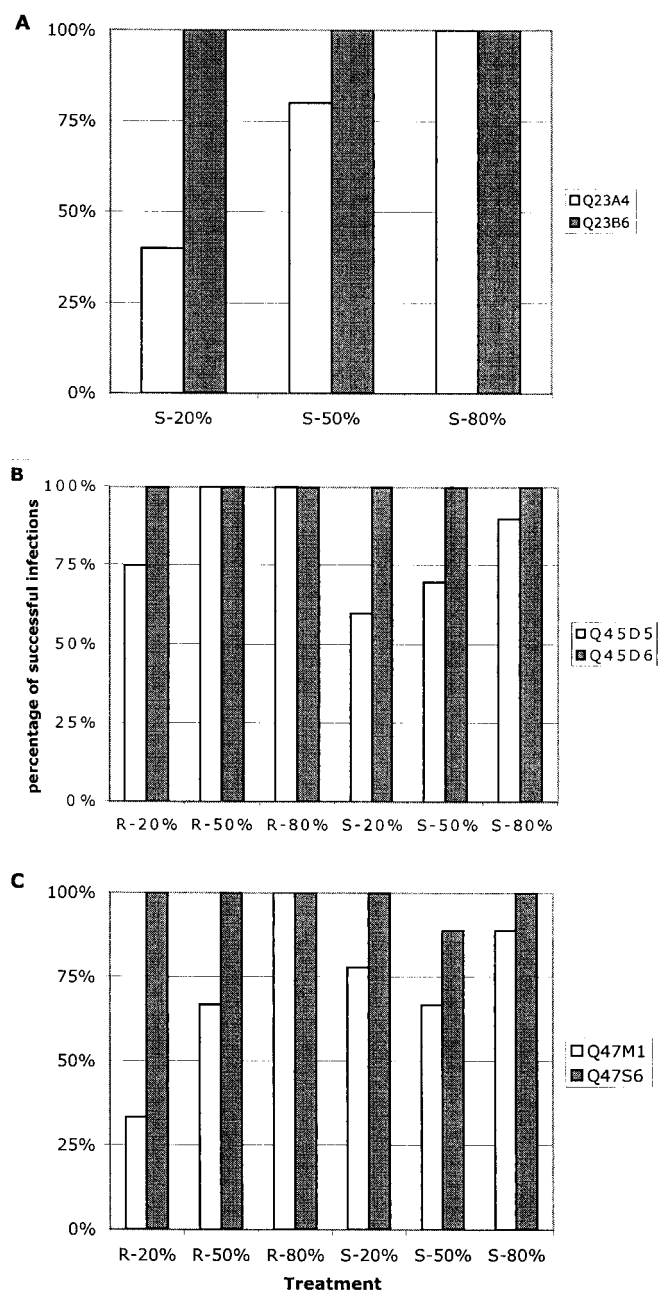 A
100%
75%
50%
25%
0%
S-20% S-50% S-80%
Q23A4
Q23B6
B
percentage of successful infections
100%
75%
50%
25%
0%
R-20% R-50% R-80% S-20% S-50% S-80%
Q45D5
Q45D6
C
100%
75%
50%
25%
0%
R-20% R-50% R-80% S-20% S-50% S-80%
Treatment
Q47M1
Q47S6